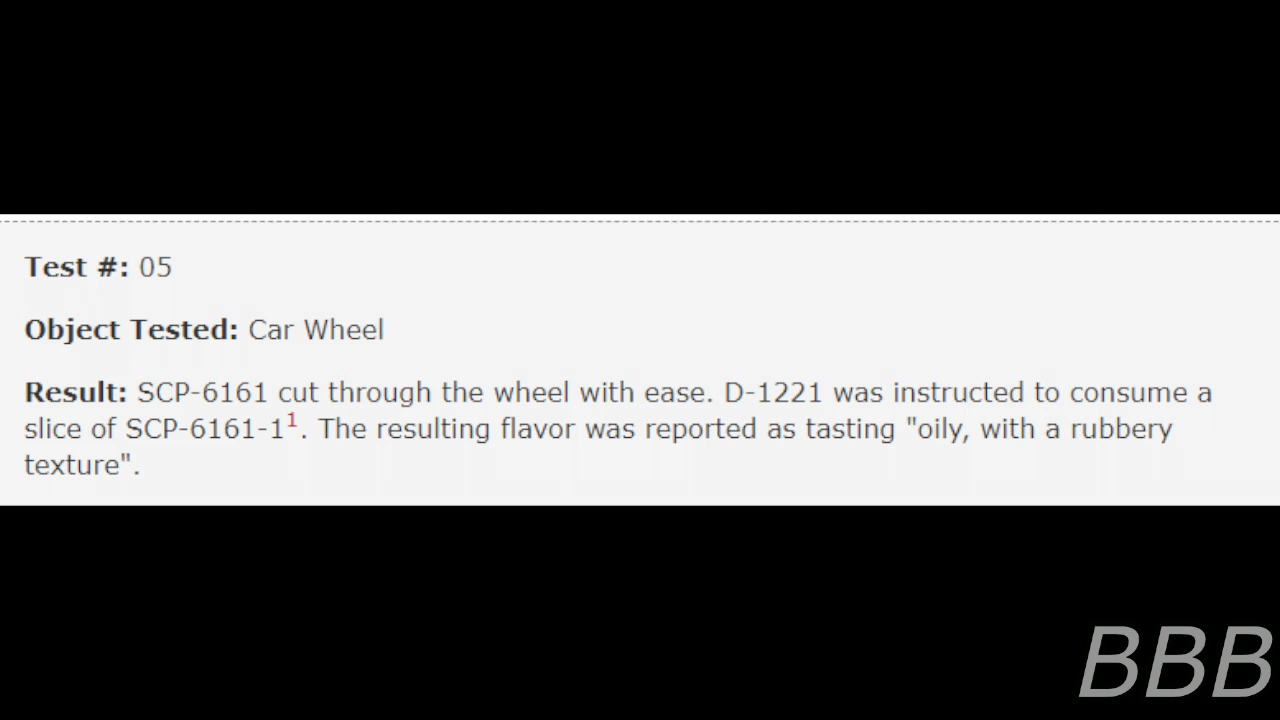 Test #: 05
Object Tested: Car Wheel
Result: SCP-6161 cut through the wheel with ease. D-1221 was instructed to consume a
slice of SCP-6161-1¹. The resulting flavor was reported as tasting "oily, with a rubbery
texture".
BBB